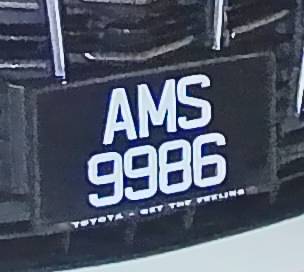 AMS
9986
TOYOTA - GET THE FEELING